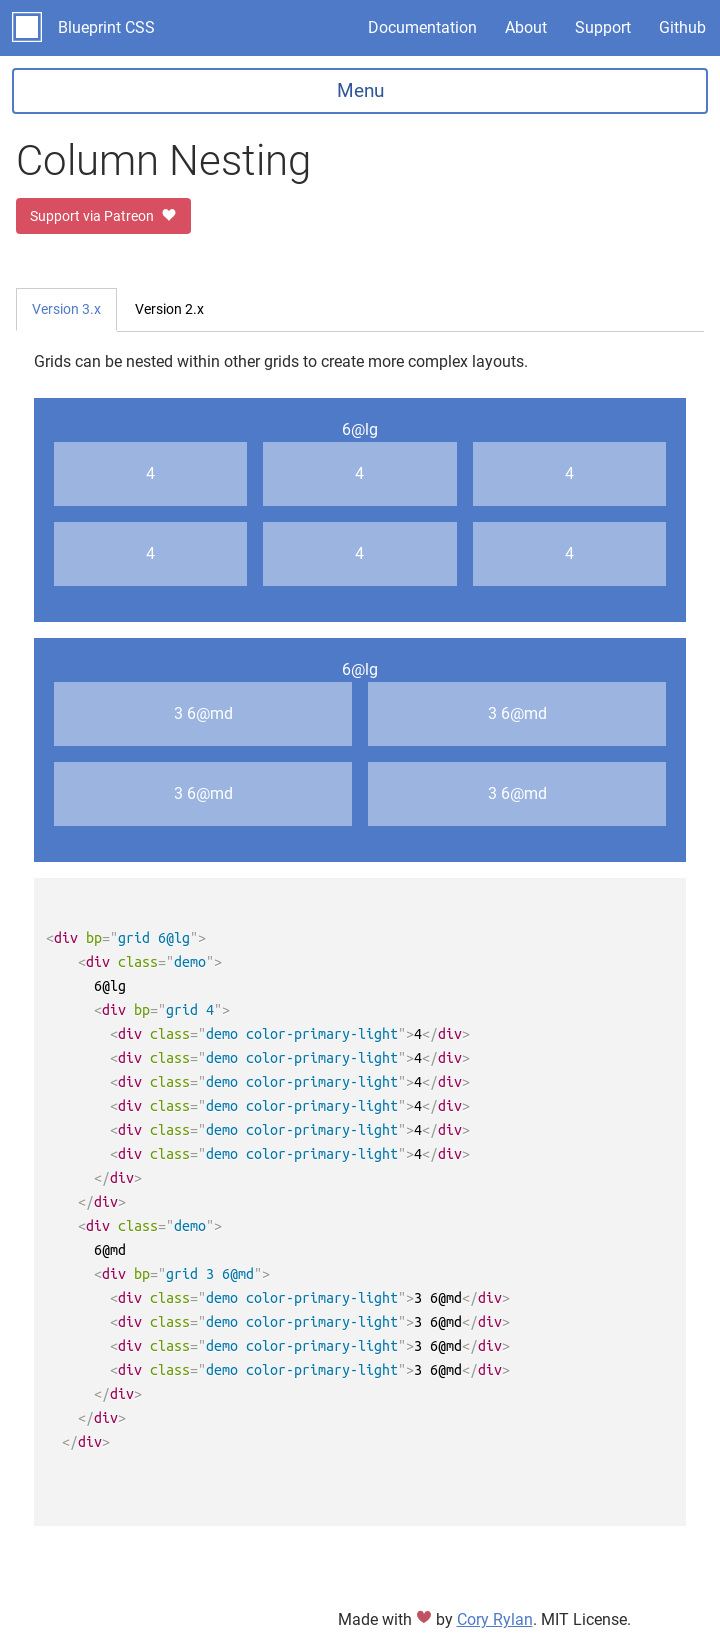 Blueprint CSS Documentation About Support Github
Menu
Column Nesting
Support via Patreon
Version 3.x Version 2.x
Grids can be nested within other grids to create more complex layouts.
6@lg
4 4 4
4 4 4
6@lg
3 6@md 3 6@md
3 6@md 3 6@md
<div bp="grid 6@lg">
    <div class="demo">
      6@lg
      <div bp="grid 4">
        <div class="demo color-primary-light">4</div>
        <div class="demo color-primary-light">4</div>
        <div class="demo color-primary-light">4</div>
        <div class="demo color-primary-light">4</div>
        <div class="demo color-primary-light">4</div>
        <div class="demo color-primary-light">4</div>
      </div>
    </div>
    <div class="demo">
      6@md
      <div bp="grid 3 6@md">
        <div class="demo color-primary-light">3 6@md</div>
        <div class="demo color-primary-light">3 6@md</div>
        <div class="demo color-primary-light">3 6@md</div>
        <div class="demo color-primary-light">3 6@md</div>
      </div>
    </div>
  </div>
Made with ♥ by Cory Rylan. MIT License.